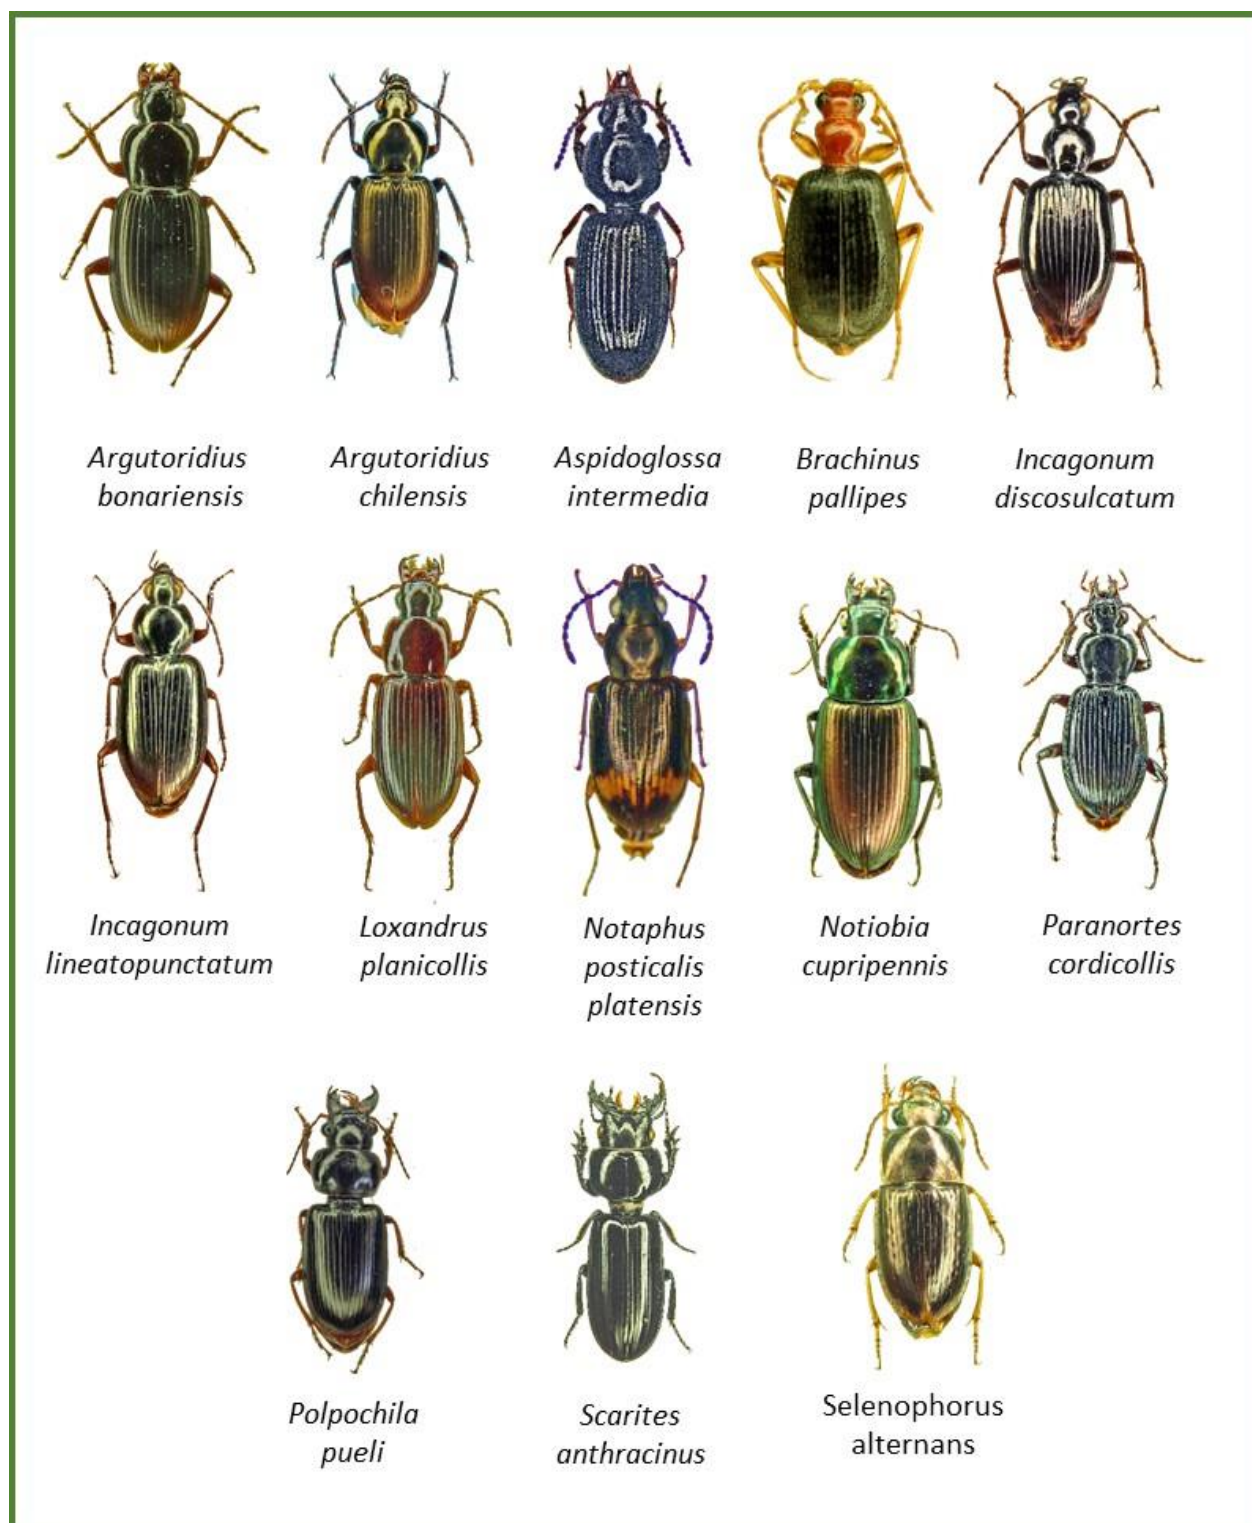 Argutoridius
bonariensis
Argutoridius
chilensis
Aspidoglossa
intermedia
Brachinus
pallipes
Incagonum
discosulcatum
Incagonum
lineatopunctatum
Loxandrus
planicollis
Notaphus
posticalis
platensis
Notiobia
cupripennis
Paranortes
cordicollis
Polpochila
pueli
Scarites
anthracinus
Selenophorus
alternans